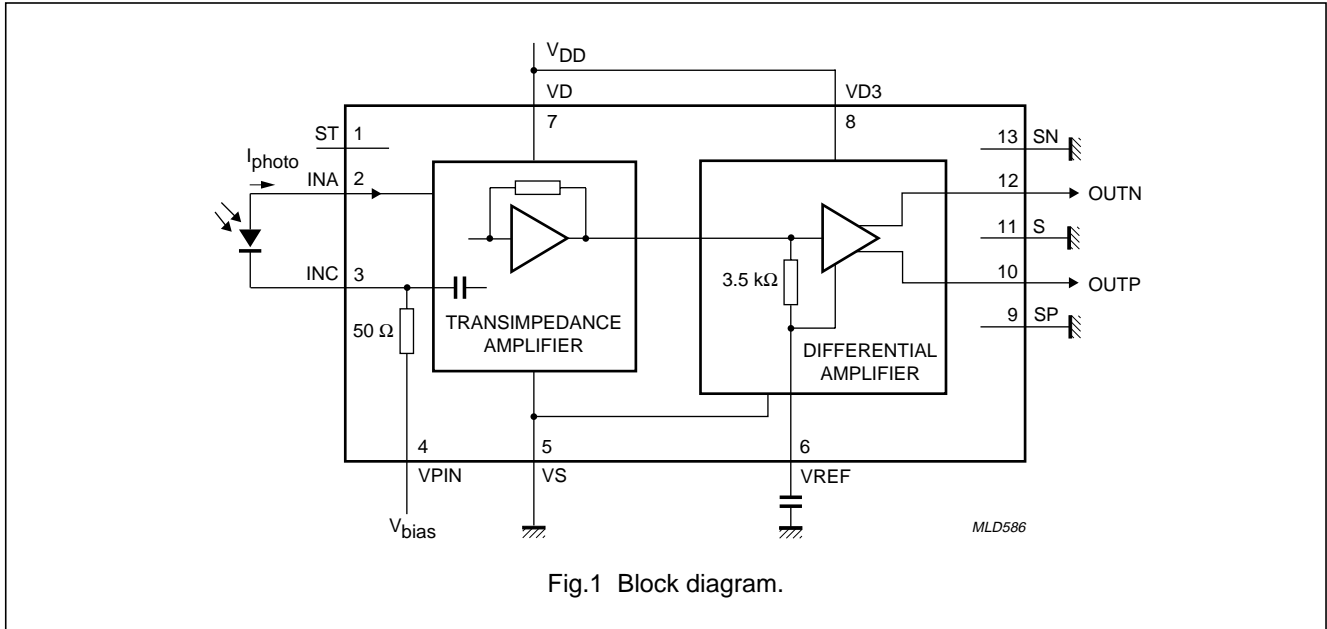 VDD
VD
VD3
7
8
ST 1
13 SN
Iphoto
INA 2
12
OUTN
11 S
INC 3
3.5 kΩ
10
OUTP
50 Ω
TRANSIMPEDANCE
AMPLIFIER
9 SP
DIFFERENTIAL
AMPLIFIER
4
5
6
VPIN
VS
VREF
Vbias
MLD586
Fig.1 Block diagram.